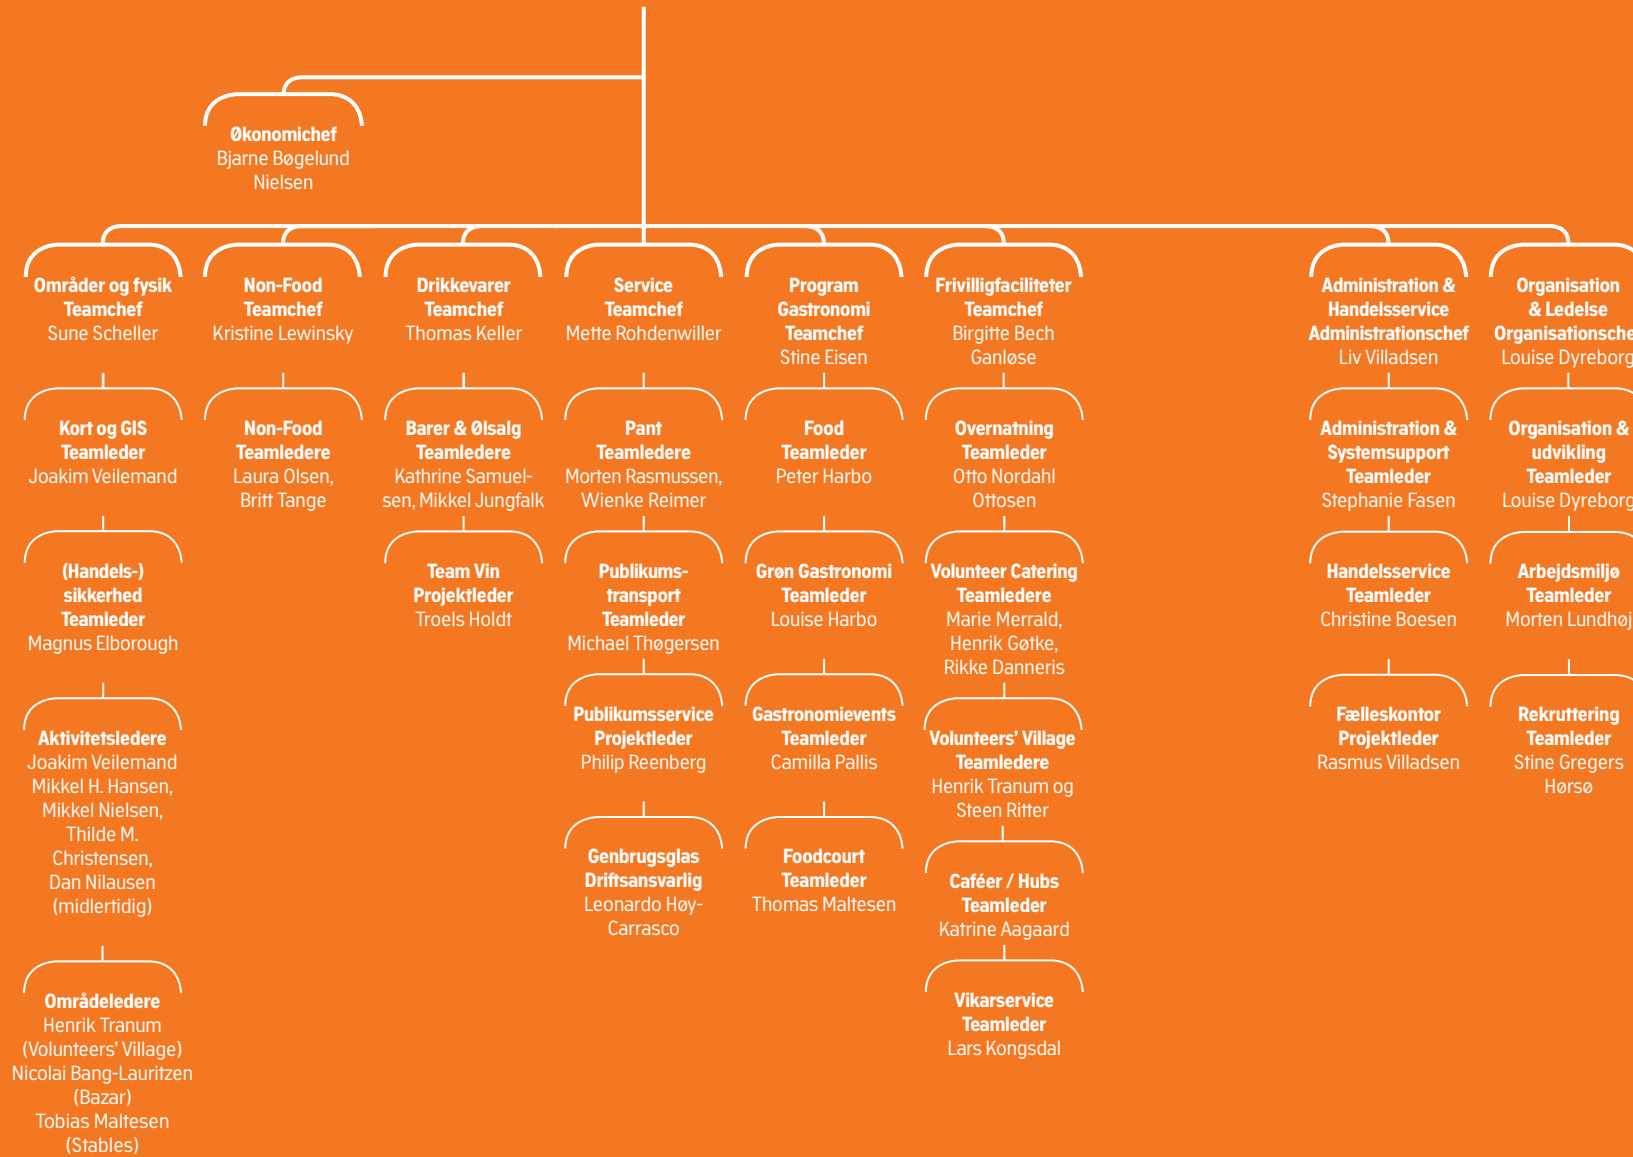 Økonomichef
Bjarne Bøgelund
Nielsen
Områder og fysik
Teamchef
Sune Scheller
Kort og GIS
Teamleder
Joakim Veilemand
(Handels-)
sikkerhed
Teamleder
Magnus Elborough
Aktivitetsledere
Joakim Veilemand
Mikkel H. Hansen,
Mikkel Nielsen,
Thilde M.
Christensen,
Dan Nilausen
(midlertidig)
Områdeledere
Henrik Tranum
(Volunteers' Village)
Nicolai Bang-Lauritzen
(Bazar)
Tobias Maltesen
(Stables)
Non-Food
Teamchef
Kristine Lewinsky
Non-Food
Teamledere
Laura Olsen,
Britt Tange
Drikkevarer
Teamchef
Thomas Keller
Barer & Ølsalg
Teamledere
Kathrine Samuel-
sen, Mikkel Jungfalk
Team Vin
Projektleder
Troels Holdt
Service
Teamchef
Mette Rohdenwiller
Pant
Teamledere
Morten Rasmussen,
Wienke Reimer
Publikums-
transport
Teamleder
Michael Thøgersen
Publikumsservice
Projektleder
Philip Reenberg
Genbrugsglas
Driftsansvarlig
Leonardo Høy-
Carrasco
Program
Gastronomi
Teamchef
Stine Eisen
Food
Teamleder
Peter Harbo
Grøn Gastronomi
Teamleder
Louise Harbo
Gastronomievents
Teamleder
Camilla Pallis
Foodcourt
Teamleder
Thomas Maltesen
Frivilligfaciliteter
Teamchef
Birgitte Bech
Ganløse
Overnatning
Teamleder
Otto Nordahl
Ottosen
Volunteer Catering
Teamledere
Marie Merrald,
Henrik Gøtke,
Rikke Danneris
Volunteers' Village
Teamledere
Henrik Tranum og
Steen Ritter
Caféer / Hubs
Teamleder
Katrine Aagaard
Vikarservice
Teamleder
Lars Kongsdal
Administration &
Handelsservice
Administrationschef
Liv Villadsen
Administration &
Systemsupport
Teamleder
Stephanie Fasen
Handelsservice
Teamleder
Christine Boesen
Fælleskontor
Projektleder
Rasmus Villadsen
Organisation
& Ledelse
Organisationsche
Louise Dyreborg
Organisation &
udvikling
Teamleder
Louise Dyreborg
Arbejdsmiljø
Teamleder
Morten Lundhøj
Rekruttering
Teamleder
Stine Gregers
Hørsø